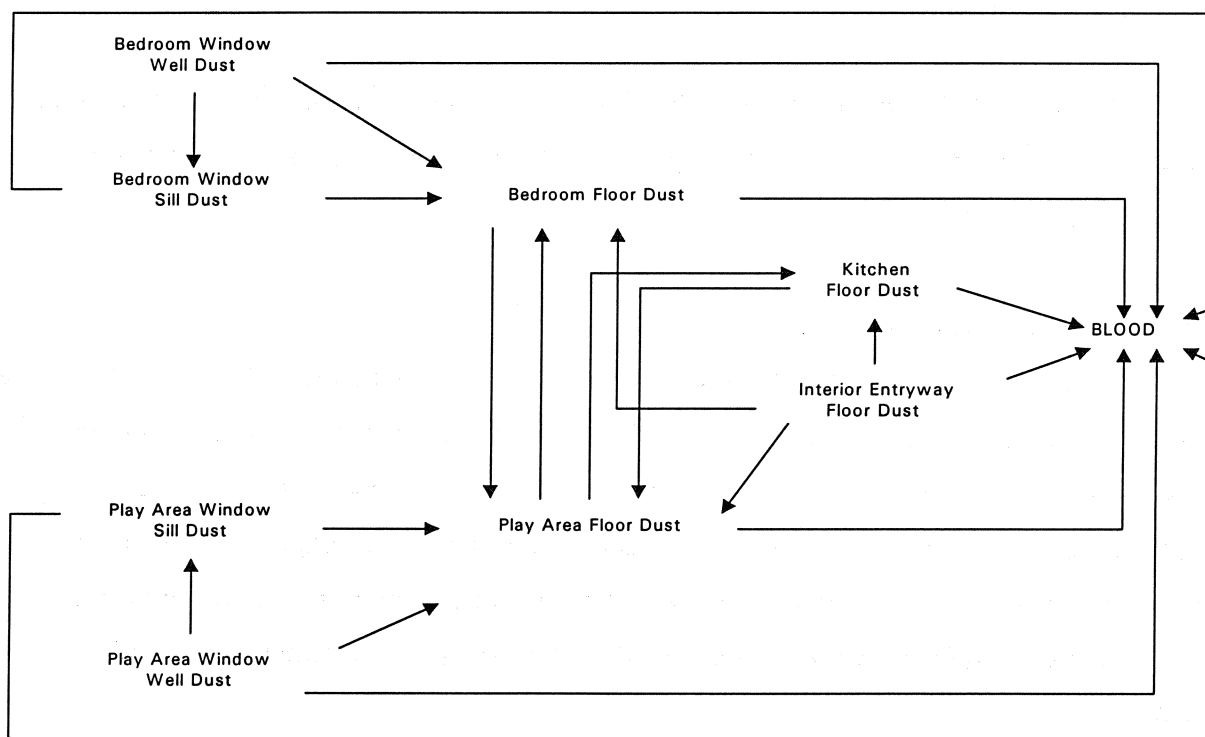 Bedroom Window
Well Dust
Bedroom Window
Sill Dust
Bedroom Floor Dust
Kitchen
Floor Dust
BLOOD
Interior Entryway
Floor Dust
Play Area Window
Sill Dust
Play Area Floor Dust
Play Area Window
Well Dust